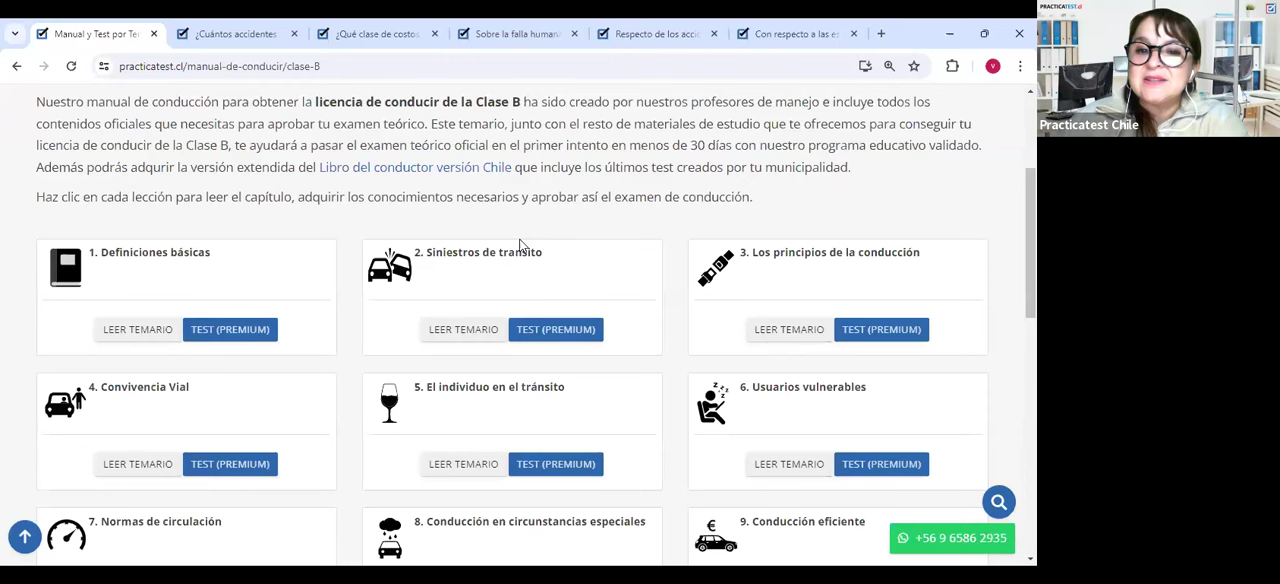 PRACTICATEST.cl
Manual y Test por Te
¿Cuántos accidentes
¿Qué clase de costos
Sobre la falla human
Respecto de los acci
Con respecto a las es
practicatest.cl/manual-de-conducir/clase-B
V
Practicatest Chile
Nuestro manual de conducción para obtener la licencia de conducir de la Clase B ha sido creado por nuestros profesores de manejo e incluye todos los
contenidos oficiales que necesitas para aprobar tu examen teórico. Este temario, junto con el resto de materiales de estudio que te ofrecemos para conseguir tu
licencia de conducir de la Clase B, te ayudará a pasar el examen teórico oficial en el primer intento en menos de 30 días con nuestro programa educativo validado.
Además podrás adqurir la versión extendida del Libro del conductor versión Chile que incluye los últimos test creados por tu municipalidad.
Haz clic en cada lección para leer el capítulo, adquirir los conocimientos necesarios y aprobar así el examen de conducción.
1. Definiciones básicas
LEER TEMARIO TEST (PREMIUM)
2. Siniestros de transito
LEER TEMARIO TEST (PREMIUM)
3. Los principios de la conducción
LEER TEMARIO TEST (PREMIUM)
4. Convivencia Vial
LEER TEMARIO TEST (PREMIUM)
5. El individuo en el tránsito
LEER TEMARIO TEST (PREMIUM)
6. Usuarios vulnerables
LEER TEMARIO TEST (PREMIUM)
7. Normas de circulación
8. Conducción en circunstancias especiales
9. Conducción eficiente
+56 9 6586 2935